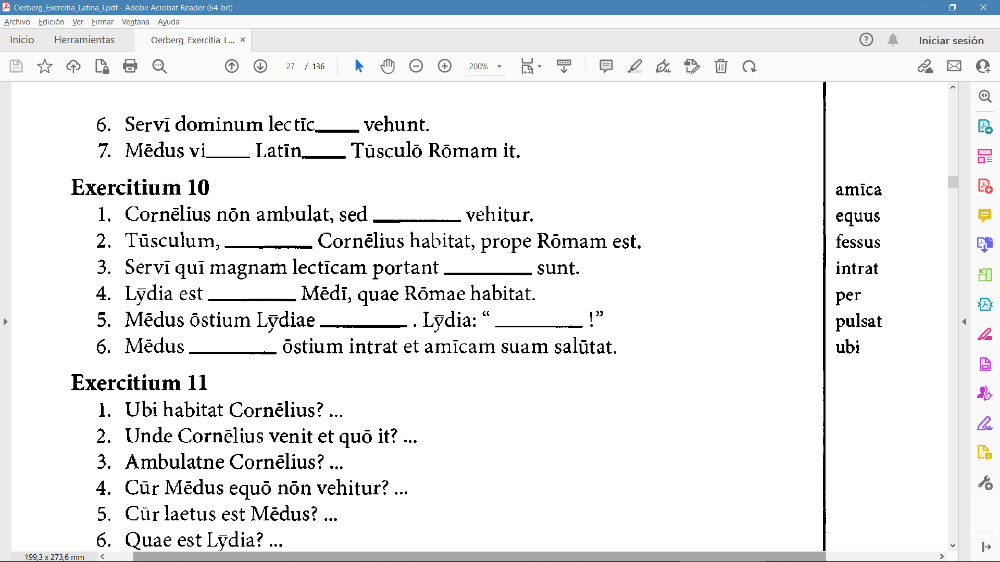 Oerberg_Exercitia_Latina_I.pdf - Adobe Acrobat Reader (64-bit)
Archivo Edición Ver Firmar Ventana Ayuda
Inicio Herramientas Oerberg_Exercitia_L... × Iniciar sesión
27 / 136 200%
6. Servī dominum lectīc____ vehunt.
7. Mēdus vi____ Latīn____ Tūsculō Rōmam it.
Exercitium 10
1. Cornēlius nōn ambulat, sed ________ vehitur.
2. Tūsculum, ________ Cornēlius habitat, prope Rōmam est.
3. Servī quī magnam lectīcam portant ________ sunt.
4. Lȳdia est ________ Mēdī, quae Rōmae habitat.
5. Mēdus ōstium Lȳdiae ________ . Lȳdia: “ ________ !”
6. Mēdus ________ ōstium intrat et amīcam suam salūtat.
amīca
equus
fessus
intrat
per
pulsat
ubi
Exercitium 11
1. Ubi habitat Cornēlius? ...
2. Unde Cornēlius venit et quō it? ...
3. Ambulatne Cornēlius? ...
4. Cūr Mēdus equō nōn vehitur? ...
5. Cūr laetus est Mēdus? ...
6. Quae est Lȳdia? ...
199,3 x 273,6 mm